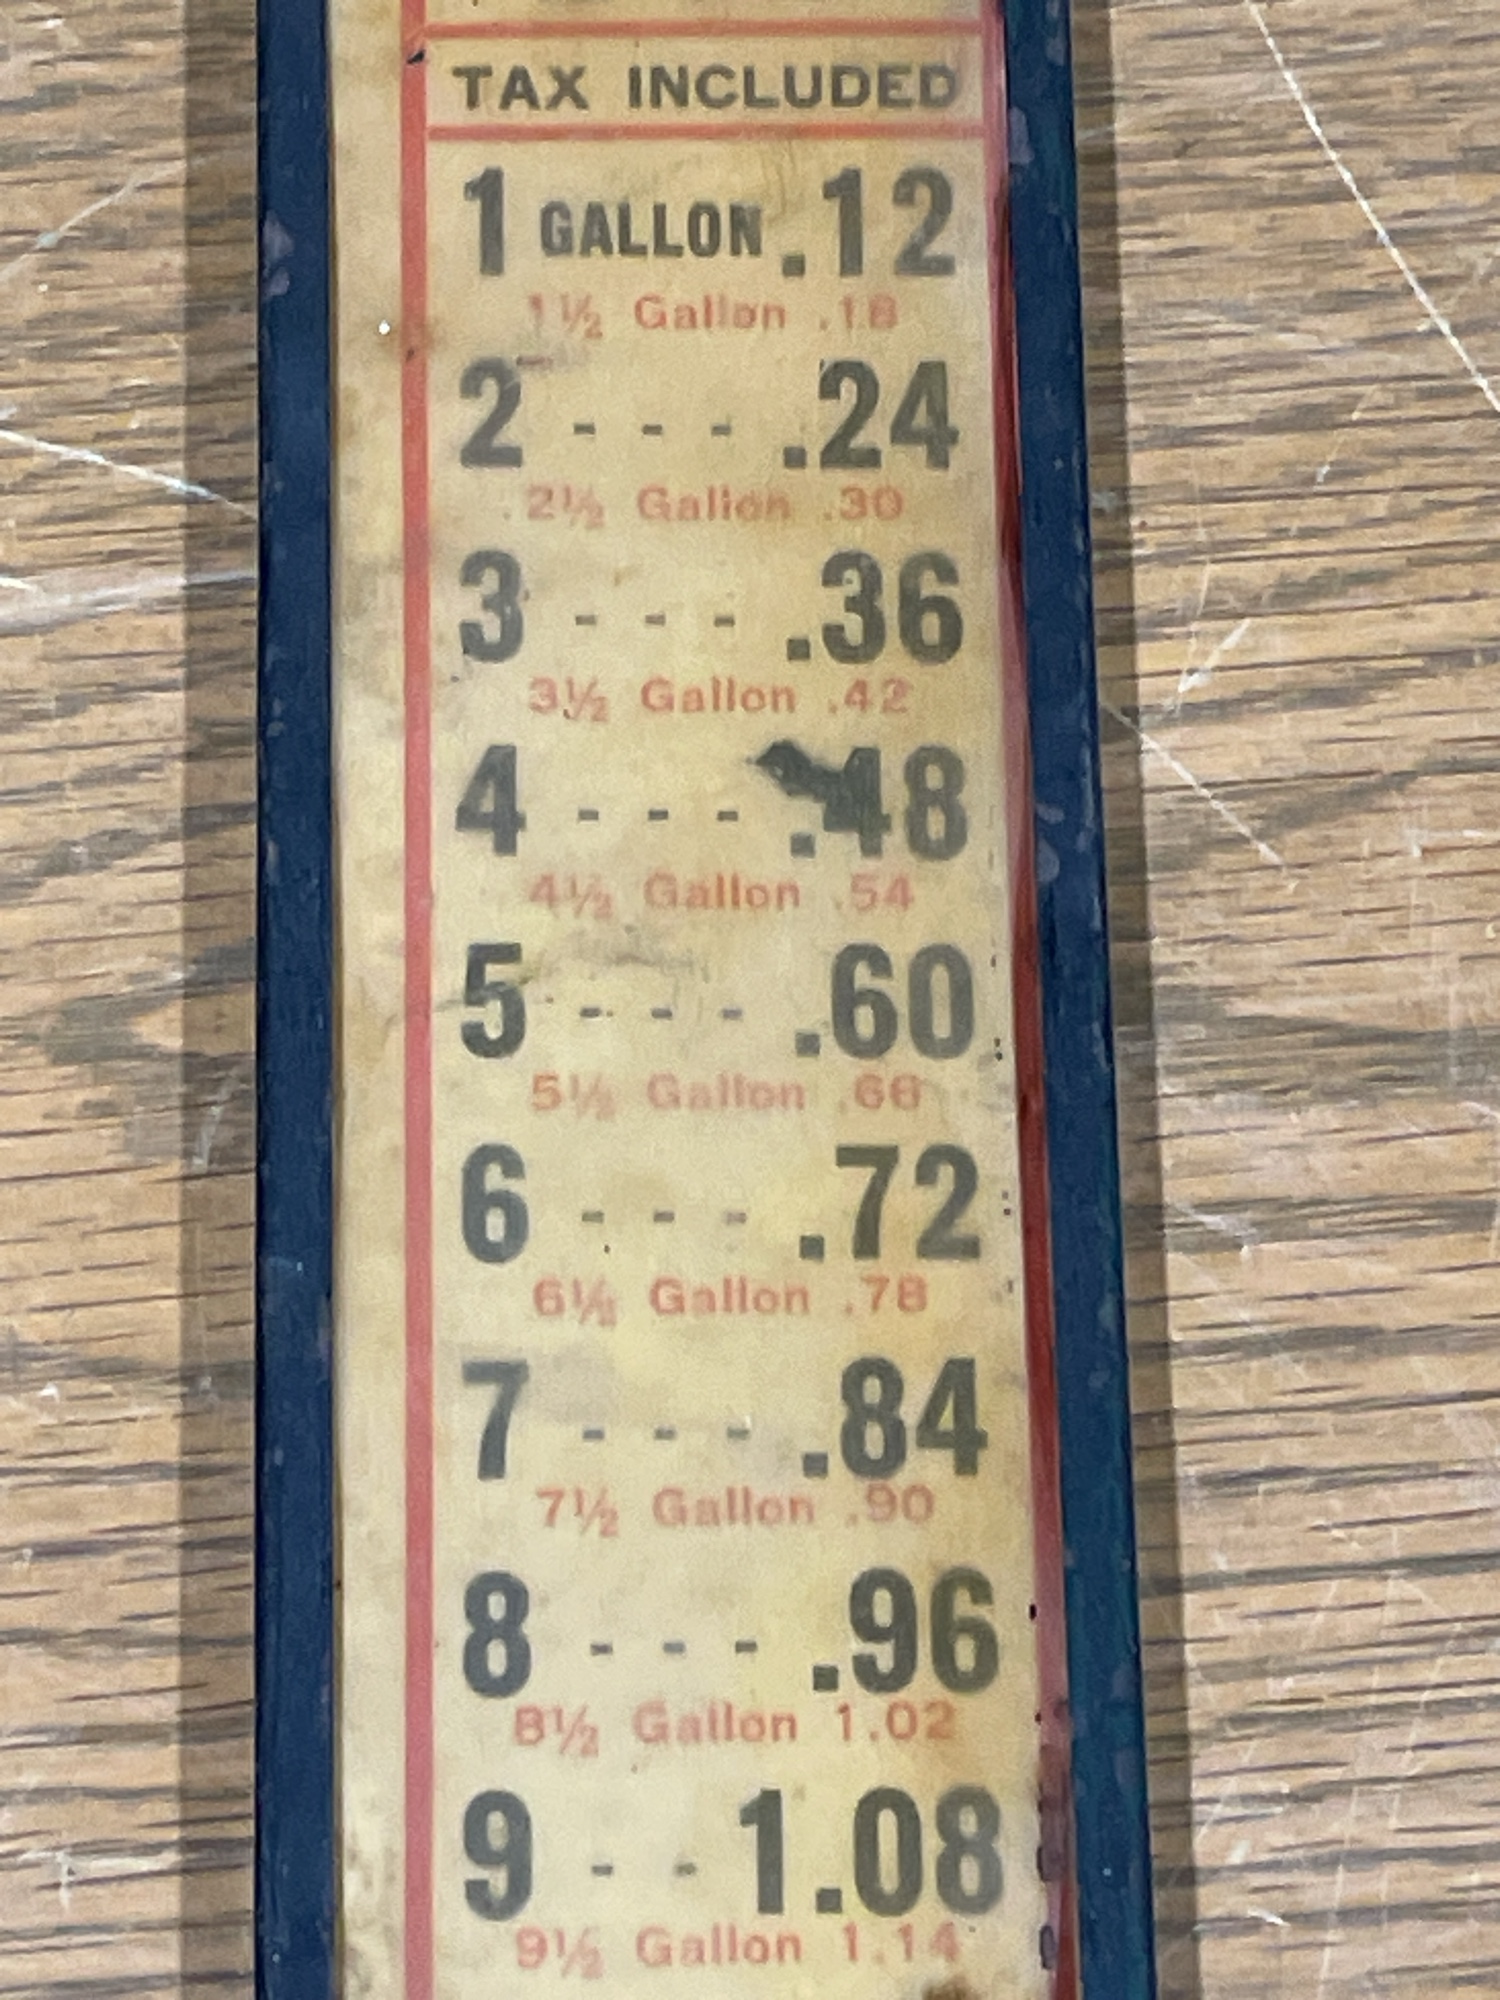 TAX INCLUDED
1 GALLON .12
1½ Gallon .18
2 - - - .24
2½ Gallon .30
3 - - - .36
3½ Gallon .42
4 - - - .48
4½ Gallon .54
5 - - - .60
5½ Gallon .66
6 - - - .72
6½ Gallon .78
7 - - - .84
7½ Gallon .90
8 - - - .96
8½ Gallon 1.02
9 - - 1.08
9½ Gallon 1.14